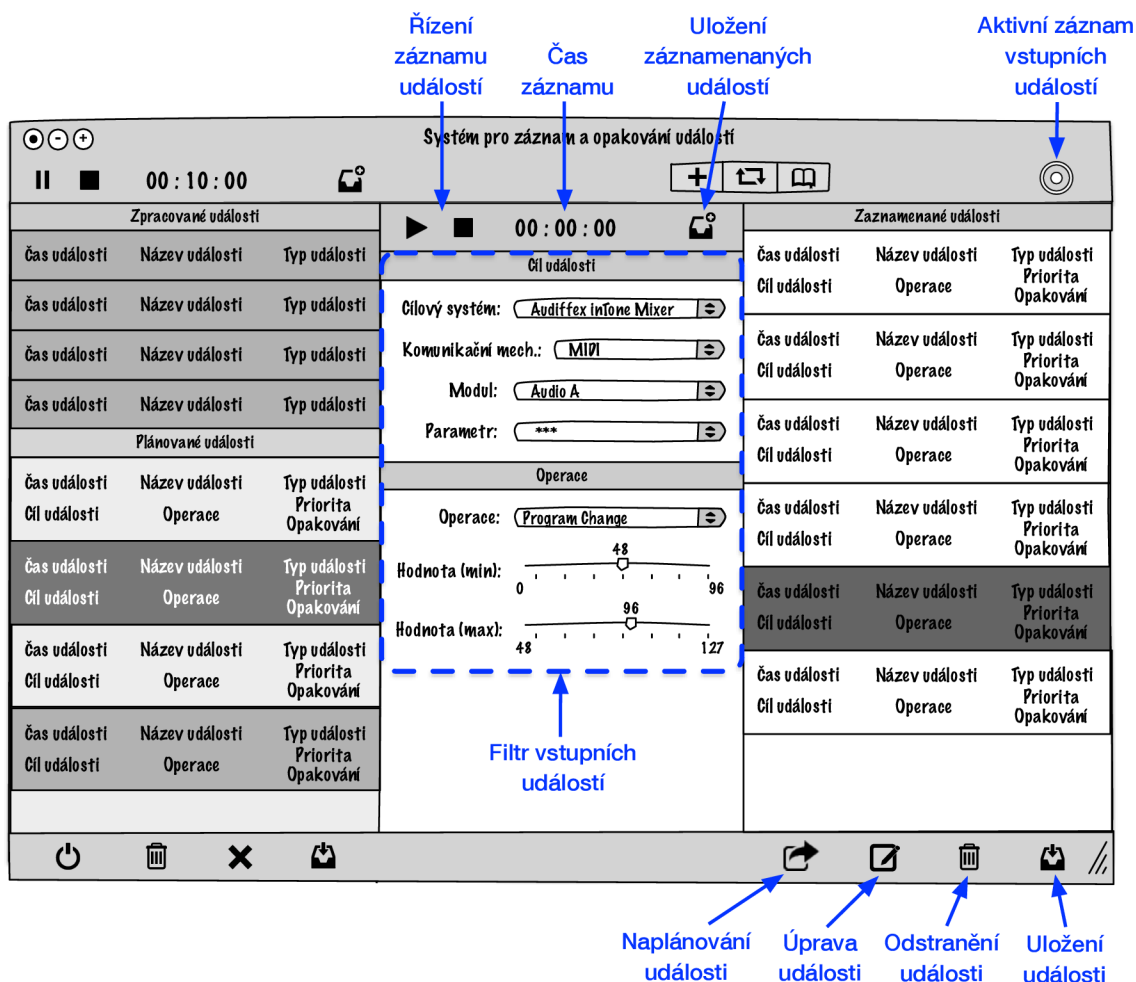 Řízení
záznamu
událostí
Čas
záznamu
Uložení
záznamenaných
událostí
Aktivní záznam
vstupních
událostí
Systém pro záznam a opakování událostí
00 : 10 : 00
Zpracované události
Čas události Název události Typ události
Čas události Název události Typ události
Čas události Název události Typ události
Čas události Název události Typ události
Plánované události
Čas události Název události Typ události
Cíl události Operace Priorita
Opakování
Čas události Název události Typ události
Cíl události Operace Priorita
Opakování
Čas události Název události Typ události
Cíl události Operace Priorita
Opakování
Čas události Název události Typ události
Cíl události Operace Priorita
Opakování
00 : 00 : 00
Cíl události
Cílový systém: Audiffex inTone Mixer
Komunikační mech.: MIDI
Modul: Audio A
Parametr: ***
Operace
Operace: Program Change
48
Hodnota (min):
0 96
96
Hodnota (max):
48 127
Filtr vstupních
událostí
Zaznamenané události
Čas události Název události Typ události
Cíl události Operace Priorita
Opakování
Čas události Název události Typ události
Cíl události Operace Priorita
Opakování
Čas události Název události Typ události
Cíl události Operace Priorita
Opakování
Čas události Název události Typ události
Cíl události Operace Priorita
Opakování
Čas události Název události Typ události
Cíl události Operace Priorita
Opakování
Čas události Název události Typ události
Cíl události Operace Priorita
Opakování
Naplánování
události
Úprava
události
Odstranění
události
Uložení
události